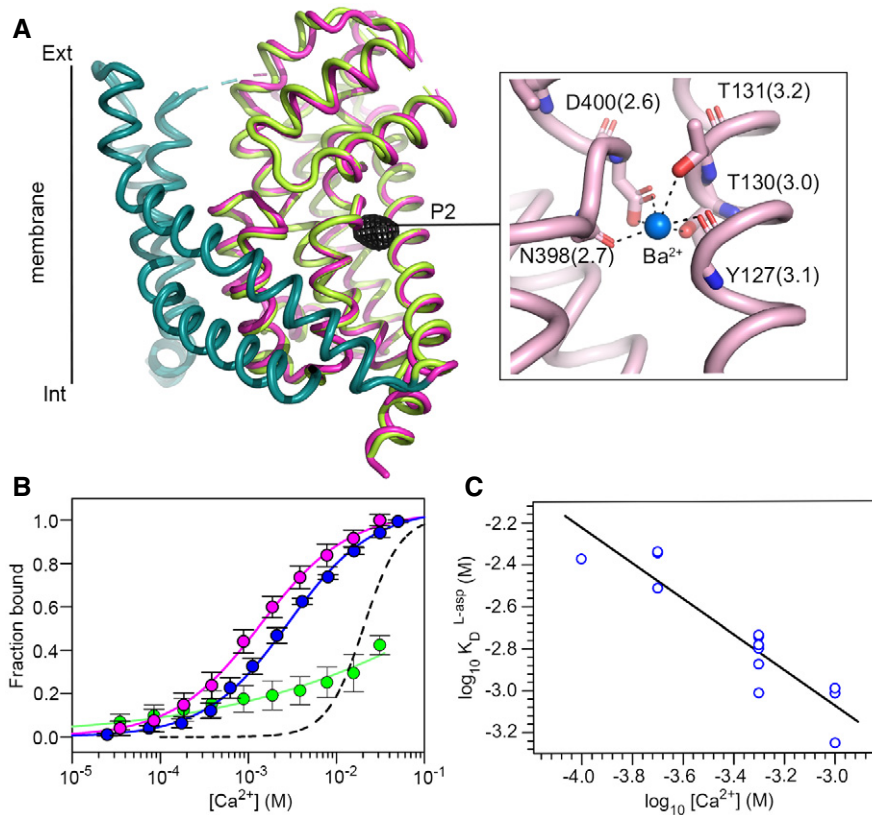 A
Ext
membrane
Int
P2
D400(2.6)
T131(3.2)
T130(3.0)
N398(2.7)
Ba²⁺
Y127(3.1)
B
Fraction bound
1.0
0.8
0.6
0.4
0.2
0.0
10⁻⁵
10⁻⁴
10⁻³
10⁻²
10⁻¹
[Ca²⁺] (M)
C
log₁₀ K_D ᴸ⁻ᵃˢᵖ (M)
-2.2
-2.4
-2.6
-2.8
-3.0
-3.2
-4.0
-3.8
-3.6
-3.4
-3.2
-3.0
log₁₀ [Ca²⁺] (M)